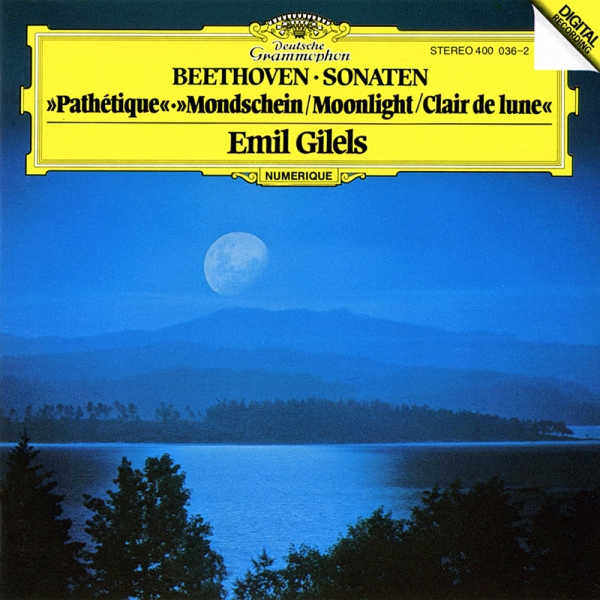 Deutsche
Grammophon
STEREO 400 036-2
DIGITAL
RECORDING
BEETHOVEN · SONATEN
»Pathétique«·»Mondschein/Moonlight/Clair de lune«
Emil Gilels
NUMERIQUE